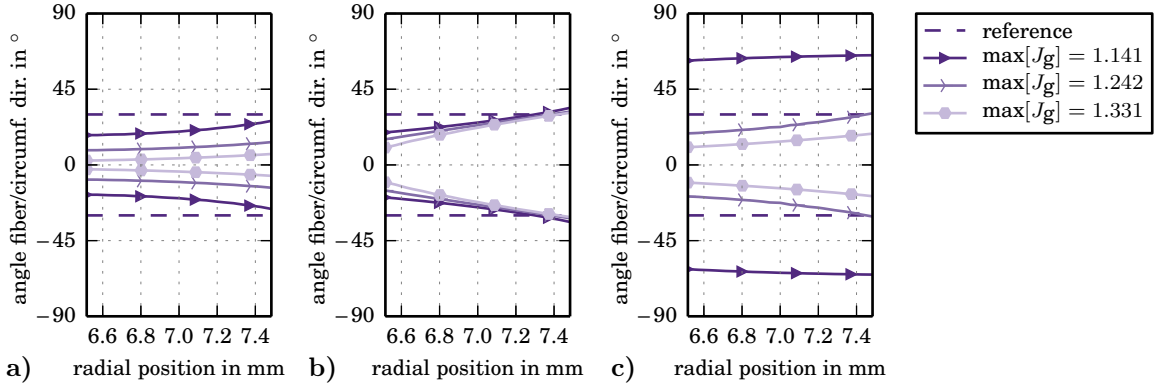 90
45
0
−45
−90
angle fiber/circumf. dir. in °
6.6 6.8 7.0 7.2 7.4
radial position in mm
a)
90
45
0
−45
−90
angle fiber/circumf. dir. in °
6.6 6.8 7.0 7.2 7.4
radial position in mm
b)
90
45
0
−45
−90
angle fiber/circumf. dir. in °
6.6 6.8 7.0 7.2 7.4
radial position in mm
c)
reference
max[J_g] = 1.141
max[J_g] = 1.242
max[J_g] = 1.331